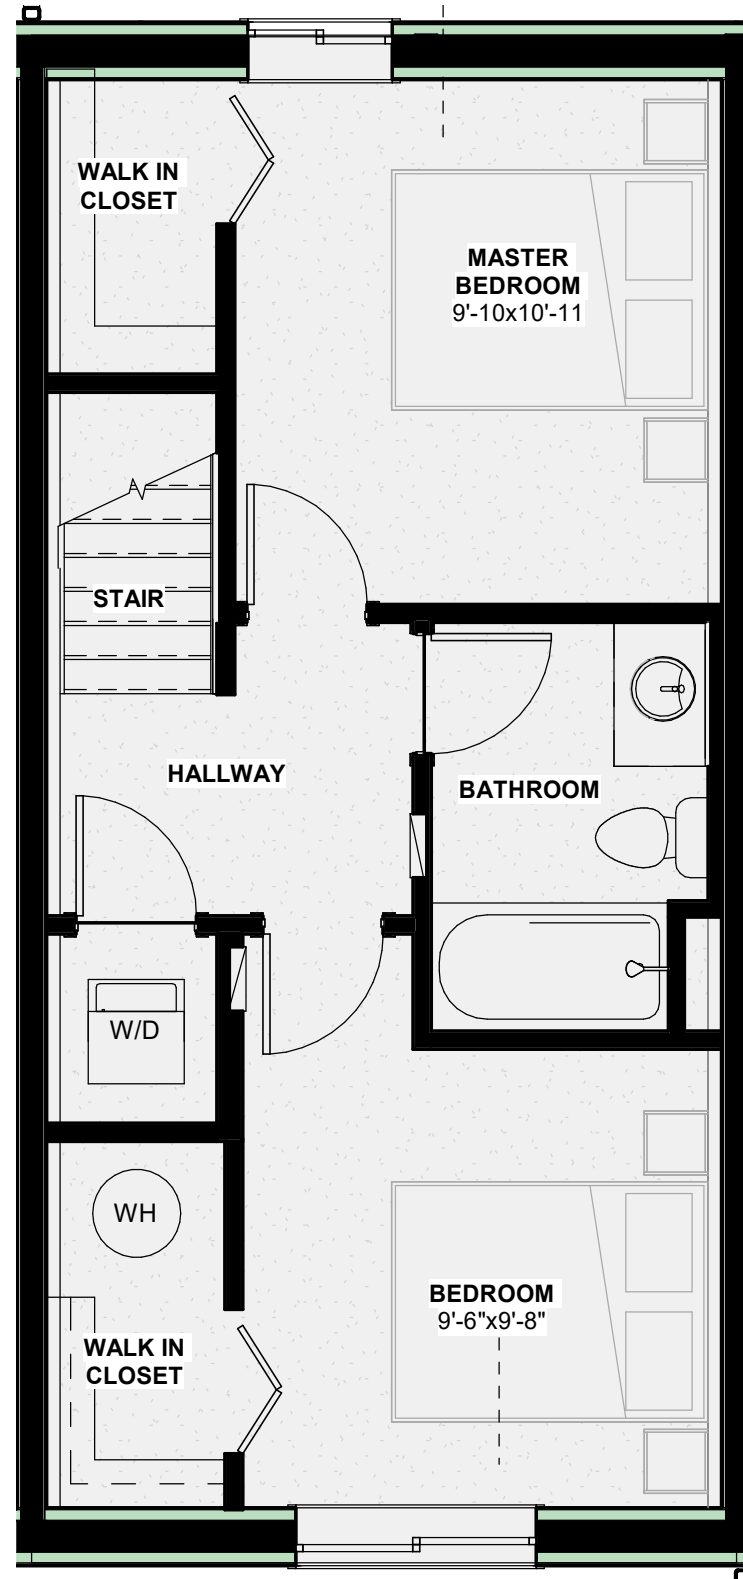 WALK IN
CLOSET
MASTER
BEDROOM
9'-10x10'-11
STAIR
HALLWAY
BATHROOM
W/D
WH
BEDROOM
9'-6"x9'-8"
WALK IN
CLOSET